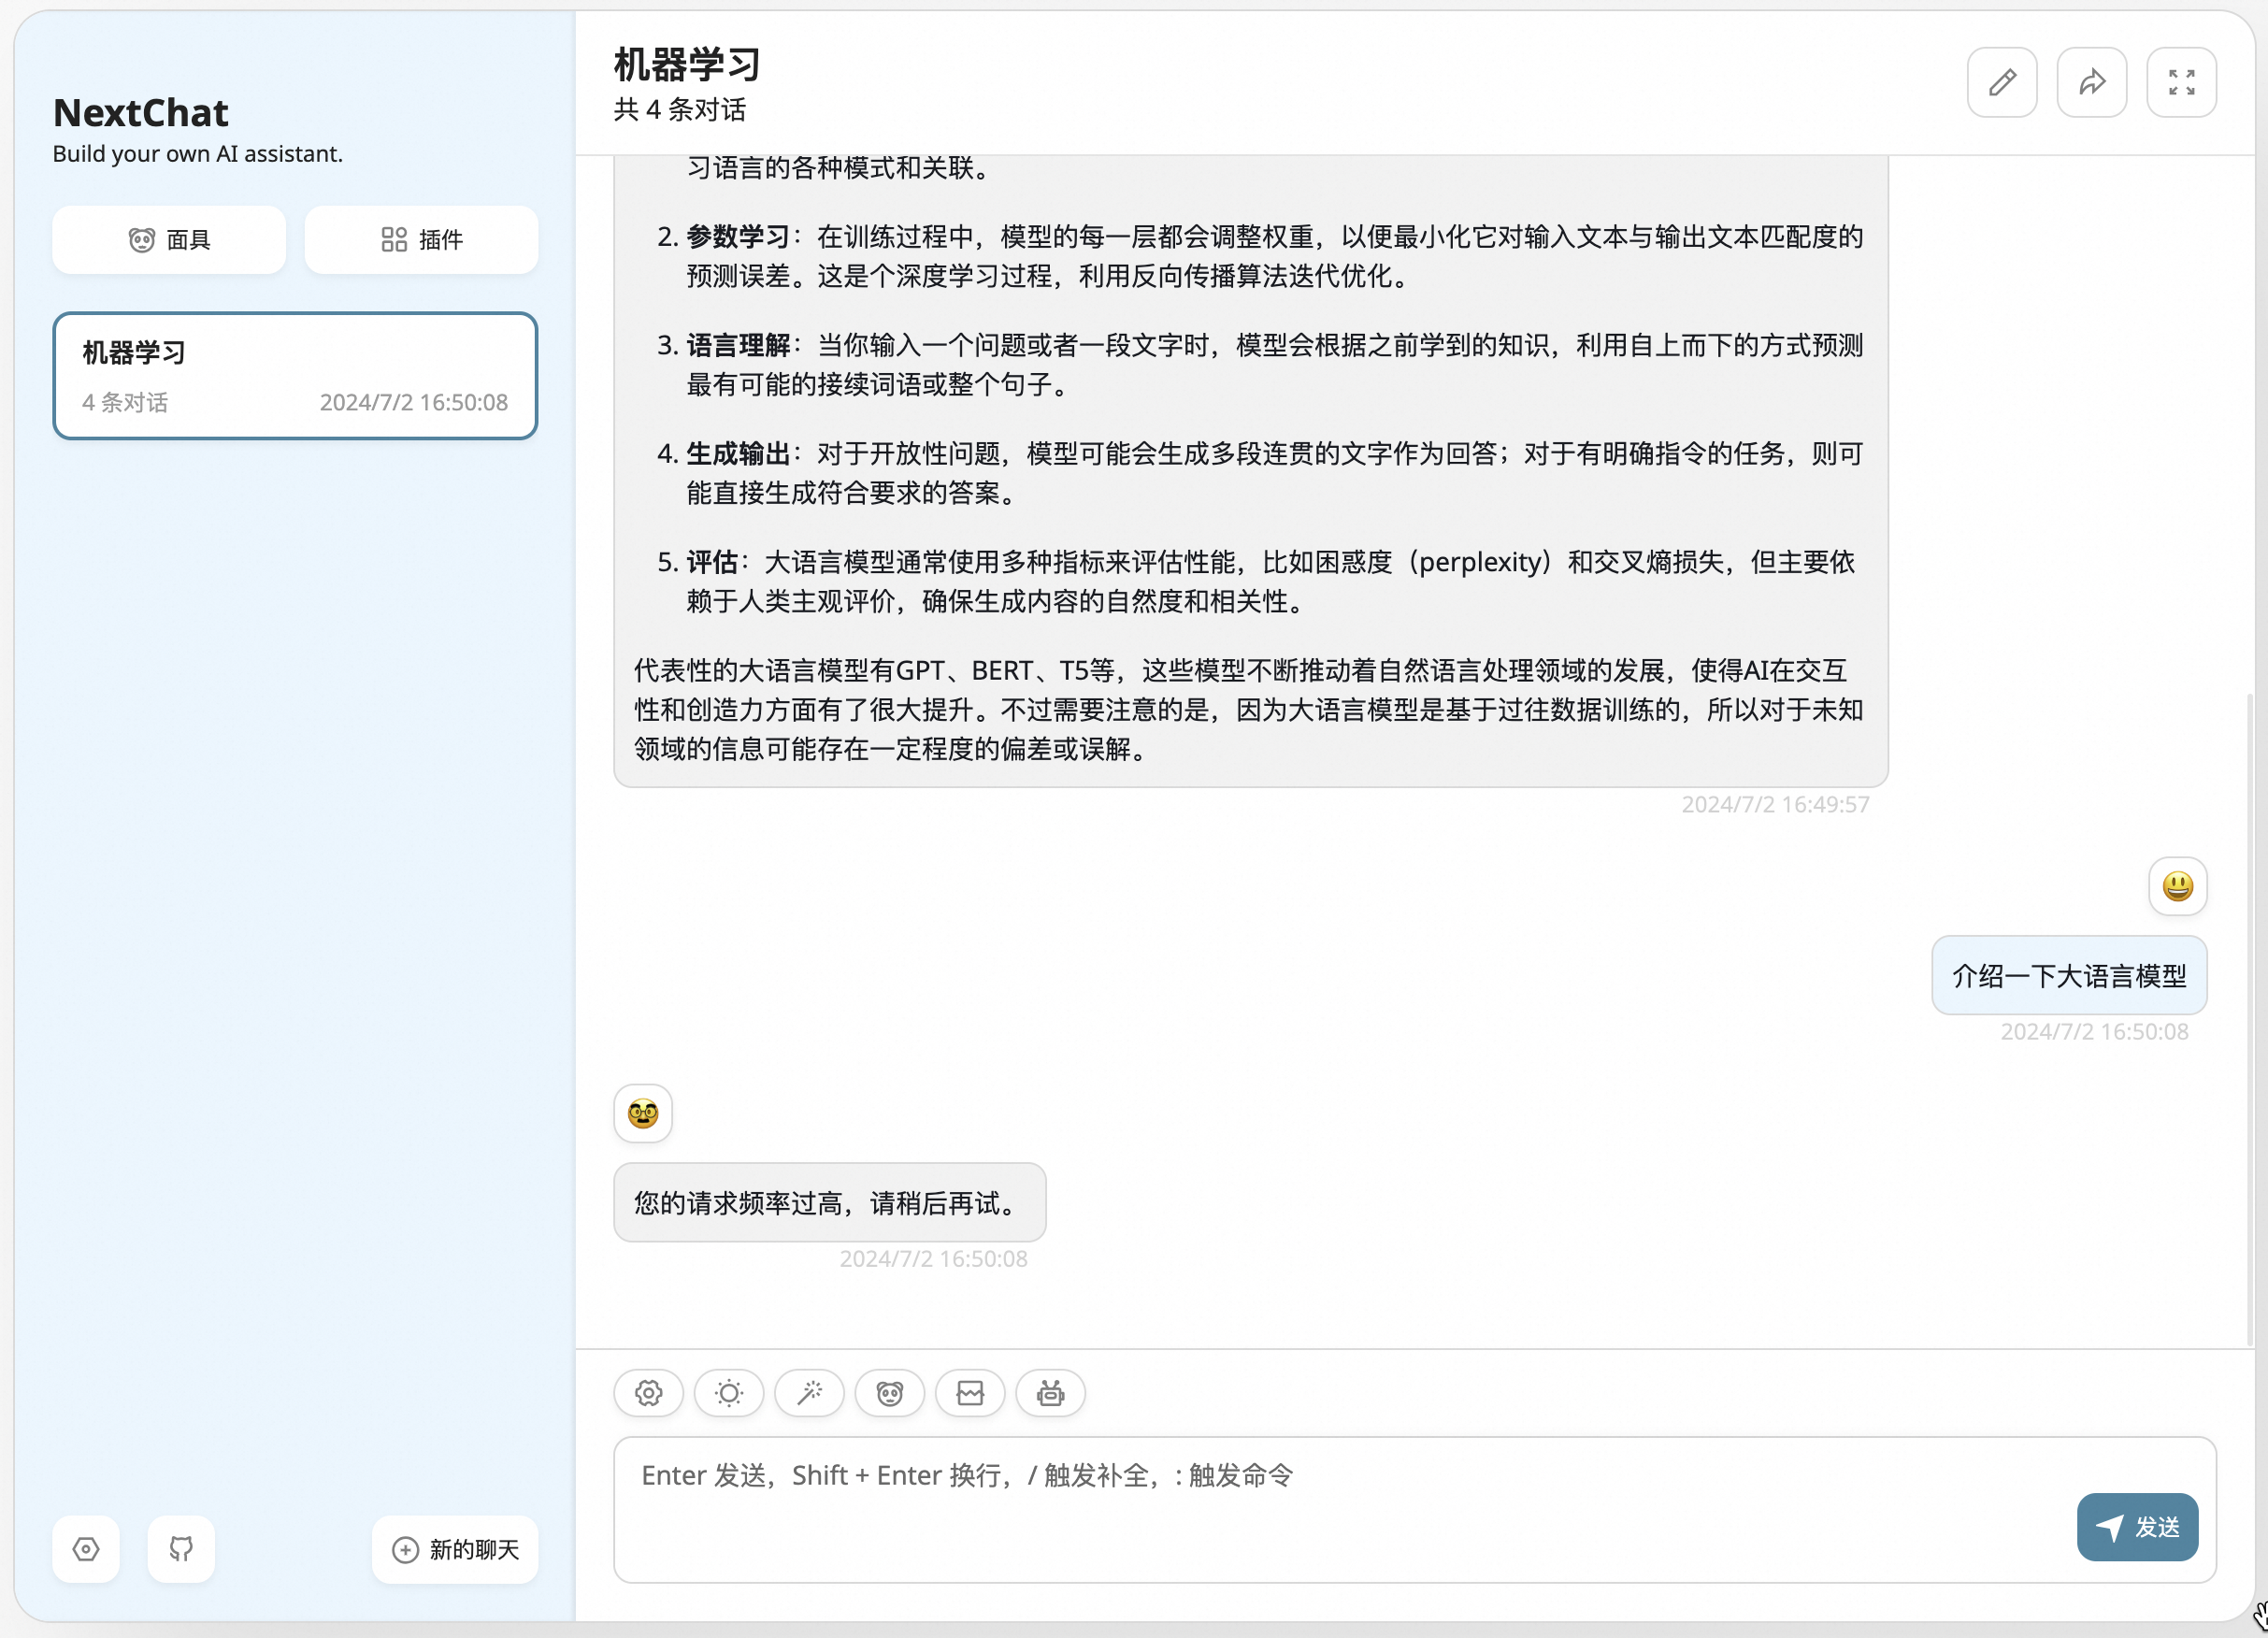 NextChat
Build your own AI assistant.
面具
插件
机器学习
4 条对话
2024/7/2 16:50:08
新的聊天
机器学习
共 4 条对话
习语言的各种模式和关联。
2. 参数学习：在训练过程中，模型的每一层都会调整权重，以便最小化它对输入文本与输出文本匹配度的
预测误差。这是个深度学习过程，利用反向传播算法迭代优化。
3. 语言理解：当你输入一个问题或者一段文字时，模型会根据之前学到的知识，利用自上而下的方式预测
最有可能的接续词语或整个句子。
4. 生成输出：对于开放性问题，模型可能会生成多段连贯的文字作为回答；对于有明确指令的任务，则可
能直接生成符合要求的答案。
5. 评估：大语言模型通常使用多种指标来评估性能，比如困惑度（perplexity）和交叉熵损失，但主要依
赖于人类主观评价，确保生成内容的自然度和相关性。
代表性的大语言模型有GPT、BERT、T5等，这些模型不断推动着自然语言处理领域的发展，使得AI在交互
性和创造力方面有了很大提升。不过需要注意的是，因为大语言模型是基于过往数据训练的，所以对于未知
领域的信息可能存在一定程度的偏差或误解。
2024/7/2 16:49:57
介绍一下大语言模型
2024/7/2 16:50:08
您的请求频率过高，请稍后再试。
2024/7/2 16:50:08
Enter 发送，Shift + Enter 换行，/ 触发补全，: 触发命令
发送